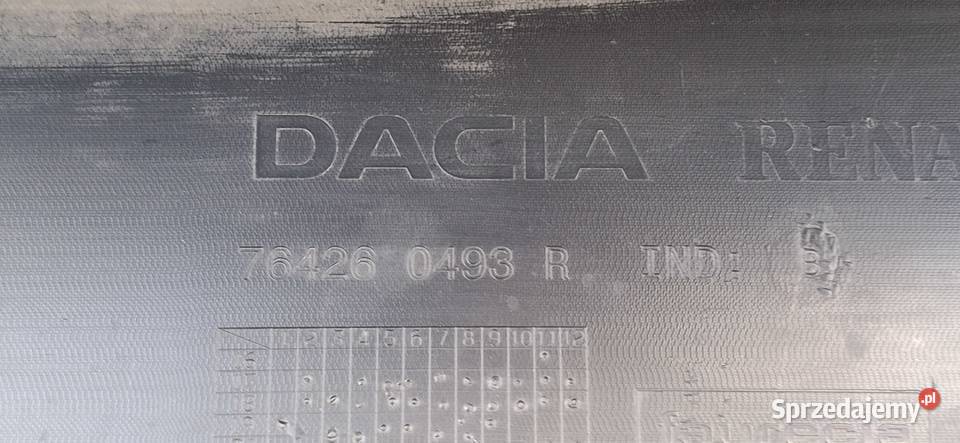 DACIA RENA
76426 0493 R IND: B
1 2 3 4 5 6 7 8 9 10 11 12
Sprzedajemy.pl